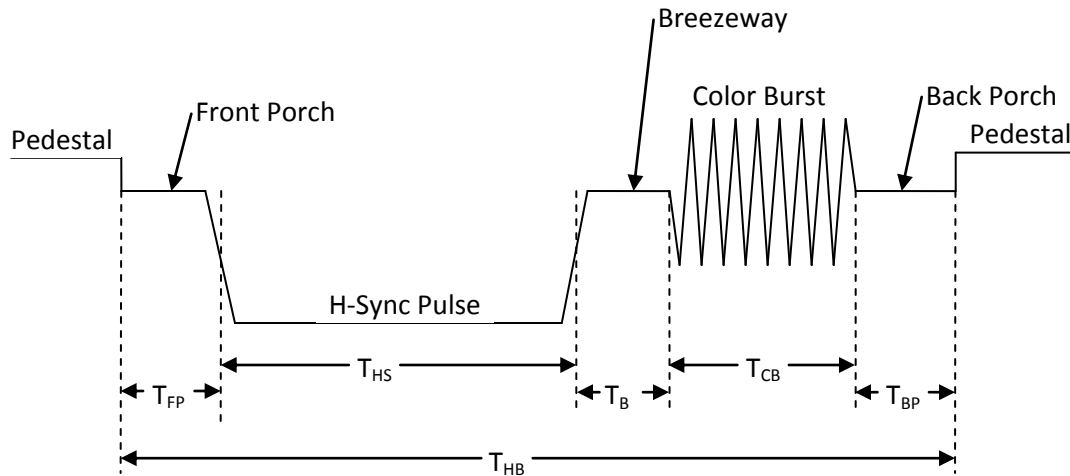 Breezeway
Color Burst
Back Porch
Front Porch
Pedestal
Pedestal
H-Sync Pulse
T_HS
T_CB
T_FP
T_B
T_BP
T_HB